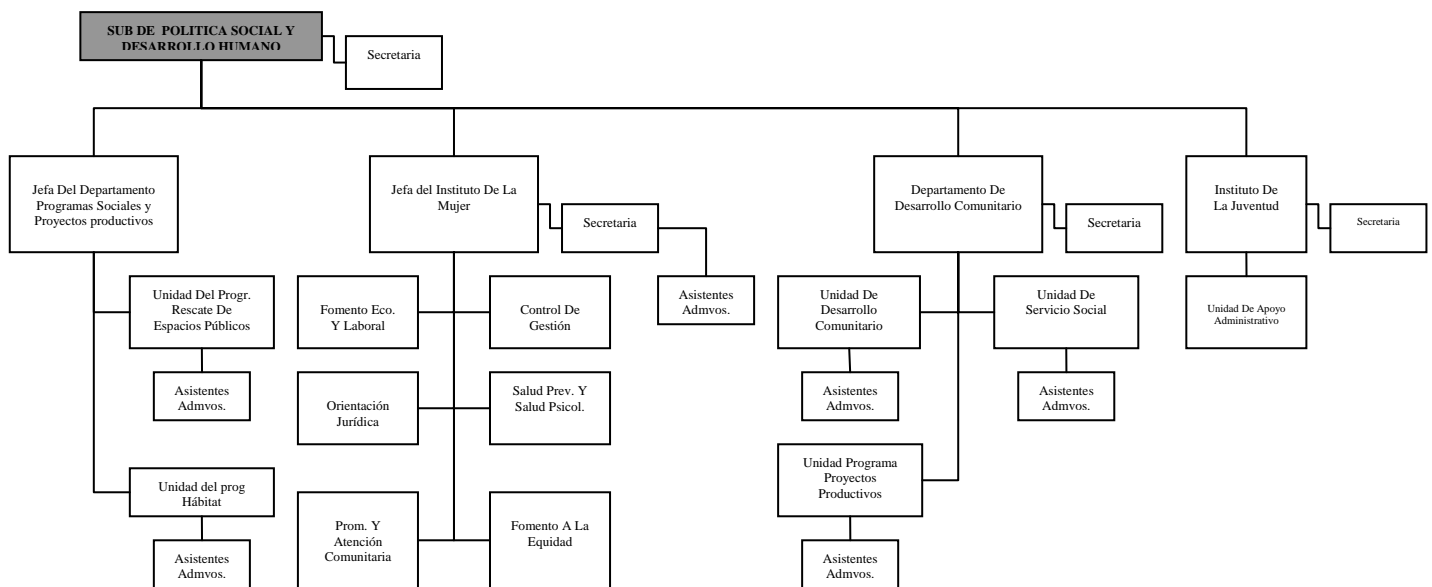 SUB DE POLITICA SOCIAL Y
DESARROLLO HUMANO
Secretaria
Jefa Del Departamento
Programas Sociales y
Proyectos productivos
Jefa del Instituto De La
Mujer
Secretaria
Departamento De
Desarrollo Comunitario
Secretaria
Instituto De
La Juventud
Secretaria
Unidad Del Progr.
Rescate De
Espacios Públicos
Fomento Eco.
Y Laboral
Control De
Gestión
Asistentes
Admvos.
Unidad De
Desarrollo
Comunitario
Unidad De
Servicio Social
Unidad De Apoyo
Administrativo
Asistentes
Admvos.
Orientación
Jurídica
Salud Prev. Y
Salud Psicol.
Asistentes
Admvos.
Asistentes
Admvos.
Unidad del prog
Hábitat
Prom. Y
Atención
Comunitaria
Fomento A La
Equidad
Unidad Programa
Proyectos
Productivos
Asistentes
Admvos.
Asistentes
Admvos.